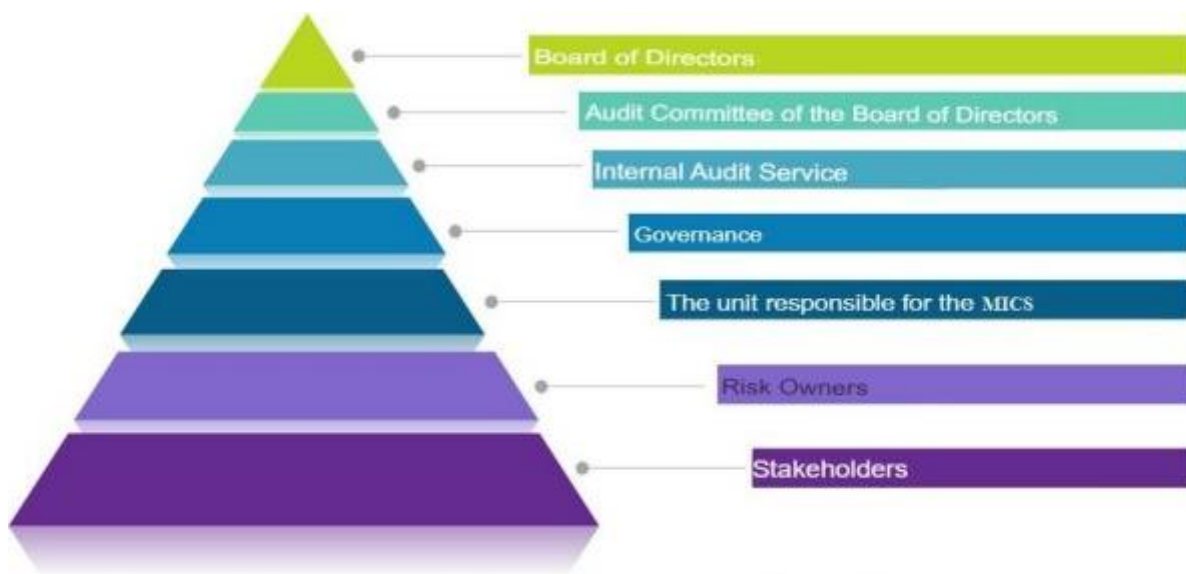 Board of Directors
Audit Committee of the Board of Directors
Internal Audit Service
Governance
The unit responsible for the MICS
Risk Owners
Stakeholders